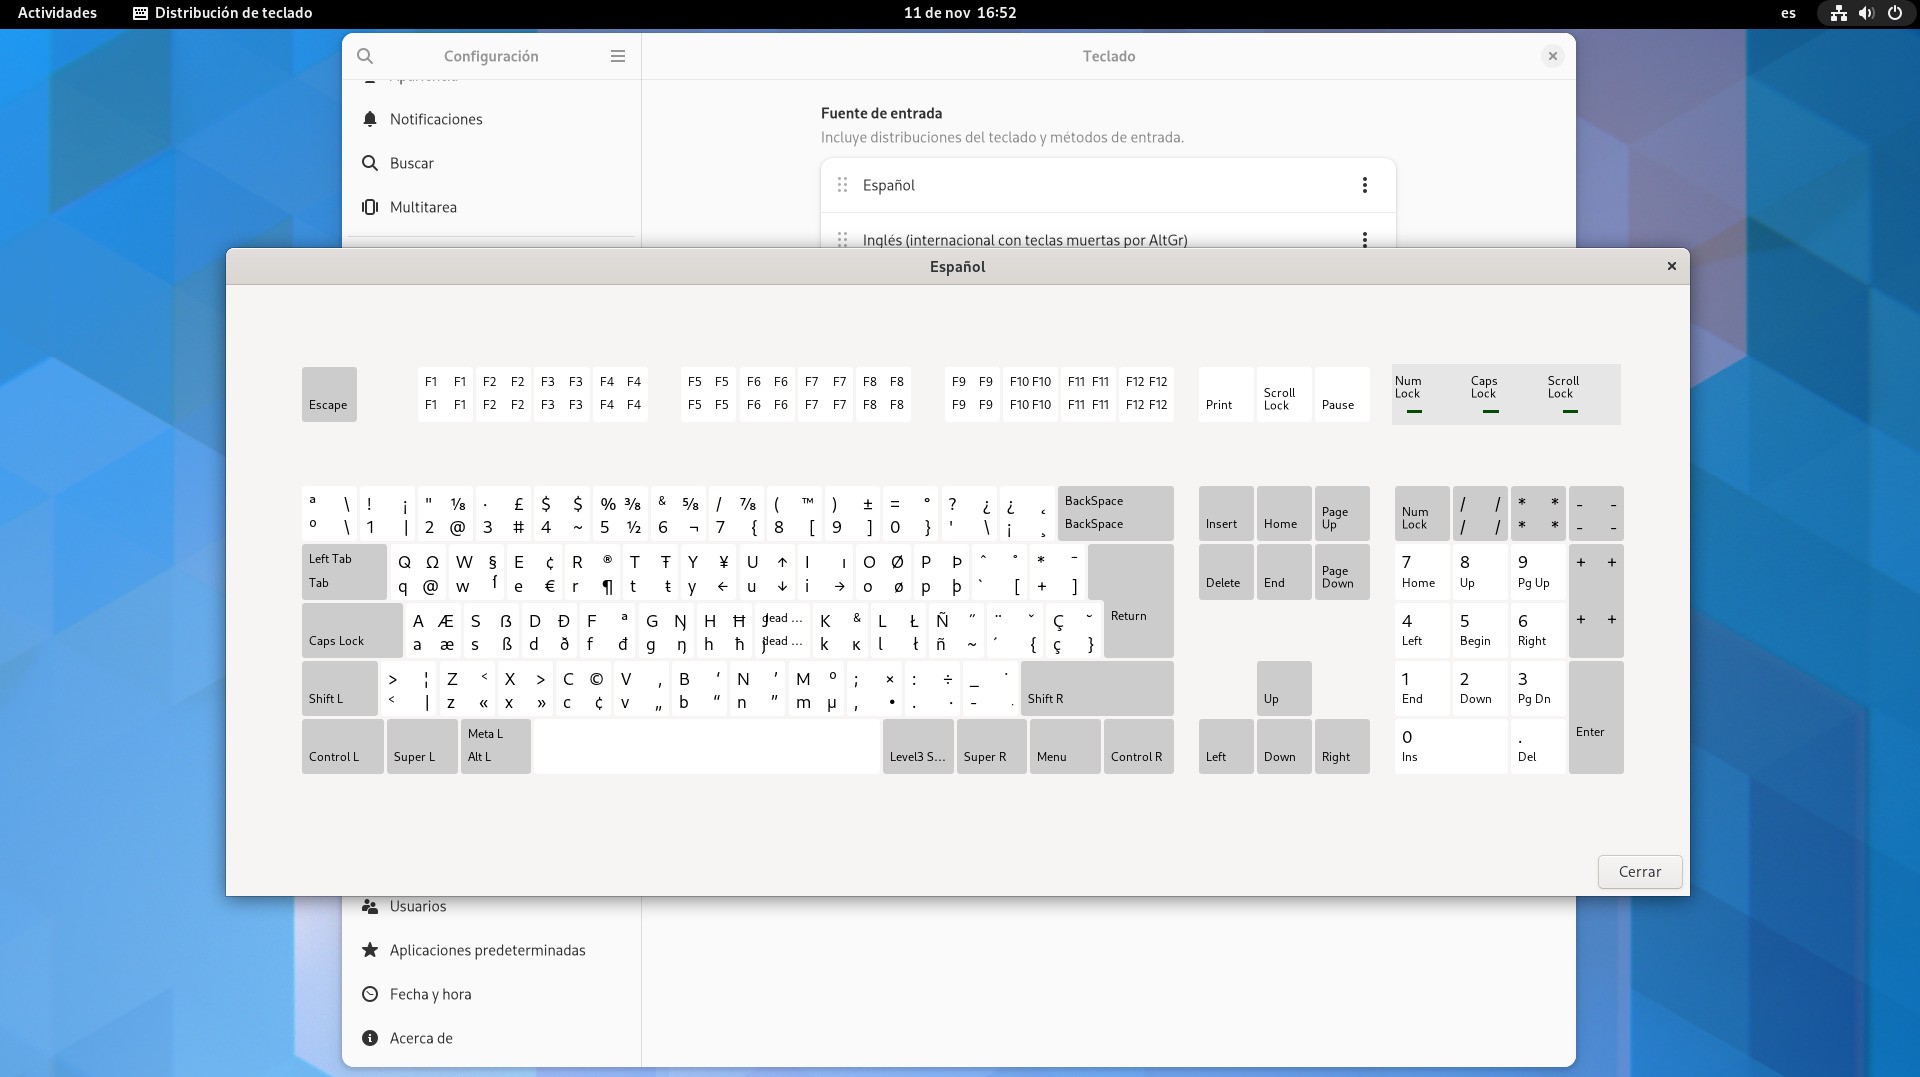 Actividades Distribución de teclado 11 de nov 16:52 es
Configuración Teclado
Apariencia
Notificaciones
Buscar
Multitarea
Fuente de entrada
Incluye distribuciones del teclado y métodos de entrada.
Español
Inglés (internacional con teclas muertas por AltGr)
Español
F1 F1 F2 F2 F3 F3 F4 F4 F5 F5 F6 F6 F7 F7 F8 F8 F9 F9 F10 F10 F11 F11 F12 F12
Escape F1 F1 F2 F2 F3 F3 F4 F4 F5 F5 F6 F6 F7 F7 F8 F8 F9 F9 F10 F10 F11 F11 F12 F12 Print Scroll Lock Pause Num Lock Caps Lock Scroll Lock
ª \ ! ¡ " ⅛ · £ $ $ % ⅜ & ⅝ / ⅞ ( ™ ) ± = ° ? ¿ ¿ ˛ BackSpace
º \ 1 | 2 @ 3 # 4 ~ 5 ½ 6 ¬ 7 { 8 [ 9 ] 0 } ' \ ¡ ¸ BackSpace
Insert Home Page Up Num Lock / / * * - -
/ / * * - -
Left Tab Q Ω W § E ¢ R ® T Ŧ Y ¥ U ↑ I ı O Ø P Þ ^ ° * ¯
Tab q @ w ſ e € r ¶ t ŧ y ← u ↓ i → o ø p þ ` [ + ]
Return
Delete End Page Down 7 Home 8 Up 9 Pg Up + +
+ +
A Æ S ẞ D Ð F ª G Ŋ H Ħ J dead ... K & L Ł Ñ ˝ ¨ ˇ Ç ˘
Caps Lock a æ s ß d ð f đ g ŋ h ħ j dead ... k ĸ l ł ñ ~ ´ { ç }
4 Left 5 Begin 6 Right
> ¦ Z < X > C © V ‚ B ‘ N ’ M º ; × : ÷ _ ˙
Shift L < | z « x » c ¢ v „ b “ n ” m µ , • . · - . Shift R
Up 1 End 2 Down 3 Pg Dn Enter
Control L Super L Meta L Alt L Level3 S... Super R Menu Control R Left Down Right 0 Ins . Del
Cerrar
Usuarios
Aplicaciones predeterminadas
Fecha y hora
Acerca de